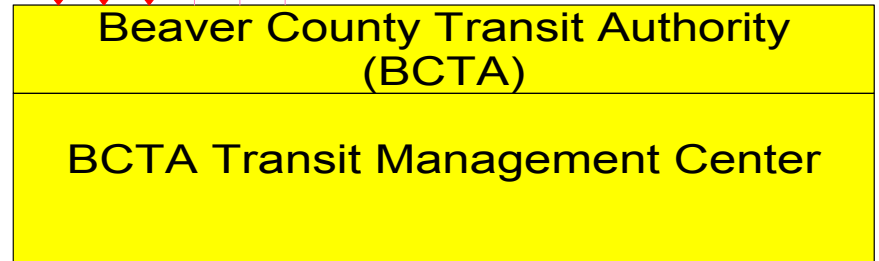 Beaver County Transit Authority
(BCTA)
BCTA Transit Management Center